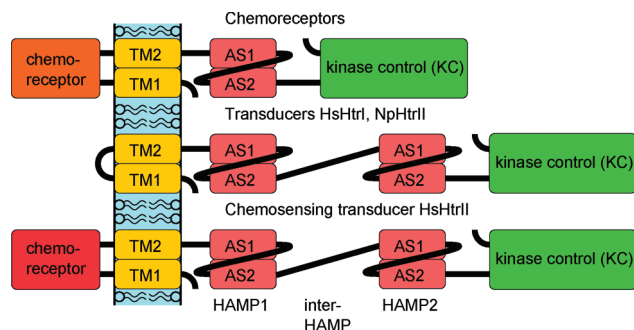 Chemoreceptors
chemo-
receptor
TM2
TM1
AS1
AS2
kinase control (KC)
Transducers HsHtrI, NpHtrII
TM2
TM1
AS1
AS2
AS1
AS2
kinase control (KC)
Chemosensing transducer HsHtrII
chemo-
receptor
TM2
TM1
AS1
AS2
AS1
AS2
kinase control (KC)
HAMP1
inter-
HAMP
HAMP2